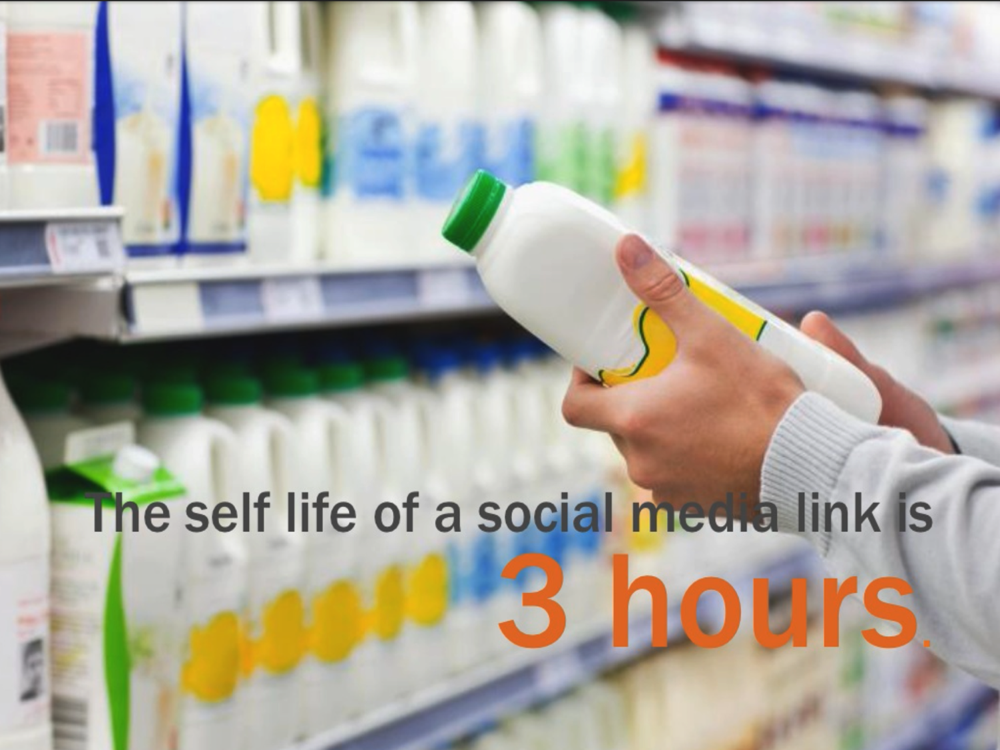 The self life of a social media link is
3 hours.